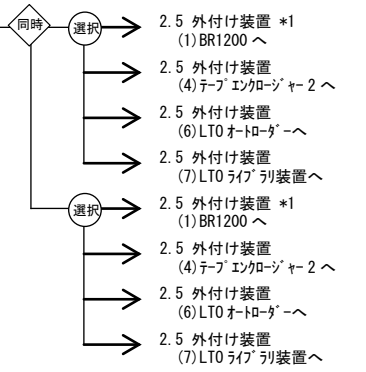 同時
選択
2.5 外付け装置 *1
(1)BR1200 へ
2.5 外付け装置
(4)ﾃｰﾌﾟｴﾝｸﾛｰｼﾞｬｰ 2 へ
2.5 外付け装置
(6)LTO ｵｰﾄﾛｰﾀﾞｰへ
2.5 外付け装置
(7)LTO ﾗｲﾌﾞﾗﾘ装置へ
選択
2.5 外付け装置 *1
(1)BR1200 へ
2.5 外付け装置
(4)ﾃｰﾌﾟｴﾝｸﾛｰｼﾞｬｰ 2 へ
2.5 外付け装置
(6)LTO ｵｰﾄﾛｰﾀﾞｰへ
2.5 外付け装置
(7)LTO ﾗｲﾌﾞﾗﾘ装置へ